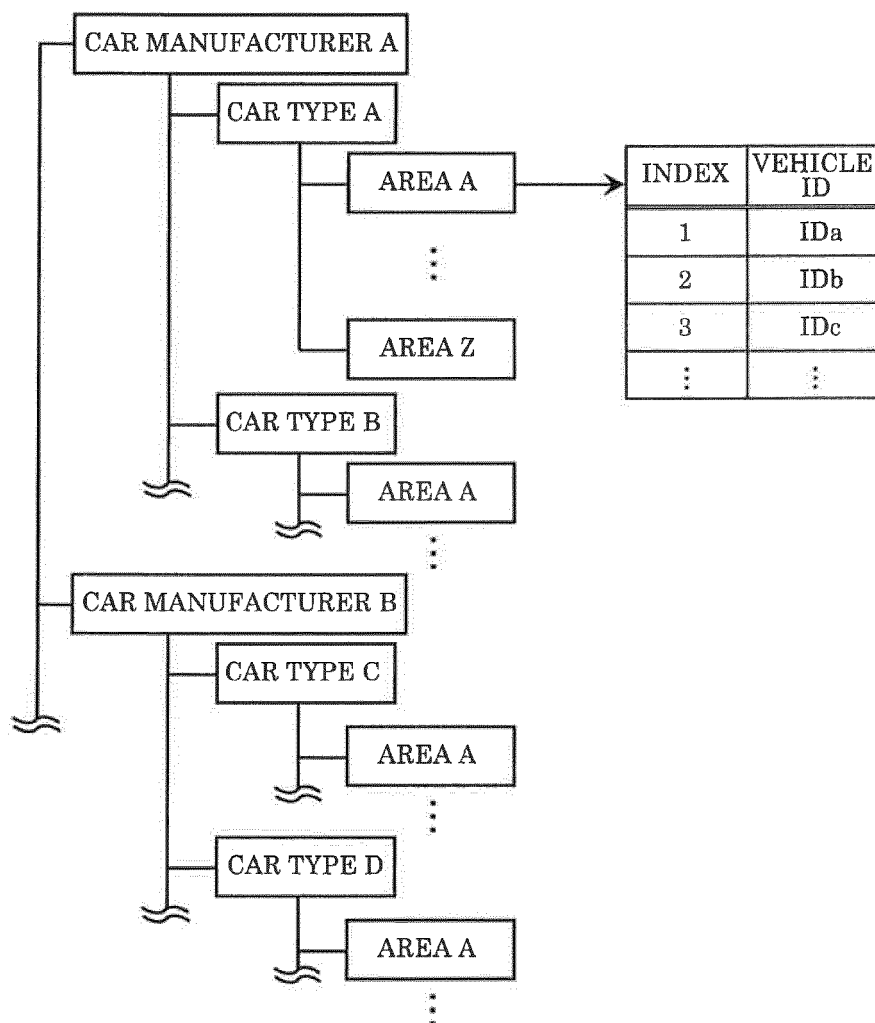 CAR MANUFACTURER A
CAR TYPE A
AREA A
⋮
AREA Z
INDEX VEHICLE ID
1 IDa
2 IDb
3 IDc
⋮ ⋮
CAR TYPE B
AREA A
⋮
CAR MANUFACTURER B
CAR TYPE C
AREA A
⋮
CAR TYPE D
AREA A
⋮